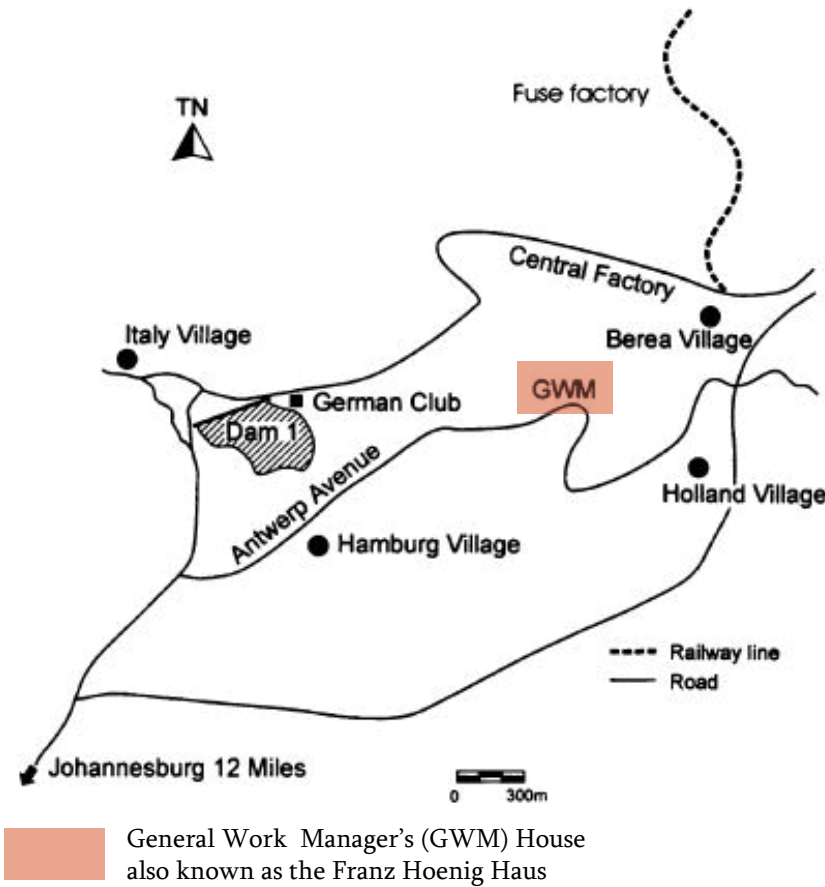 TN
Fuse factory
Central Factory
Italy Village
Berea Village
GWM
German Club
Dam 1
Antwerp Avenue
Holland Village
Hamburg Village
Railway line
Road
Johannesburg 12 Miles
0 300m
General Work Manager's (GWM) House
also known as the Franz Hoenig Haus